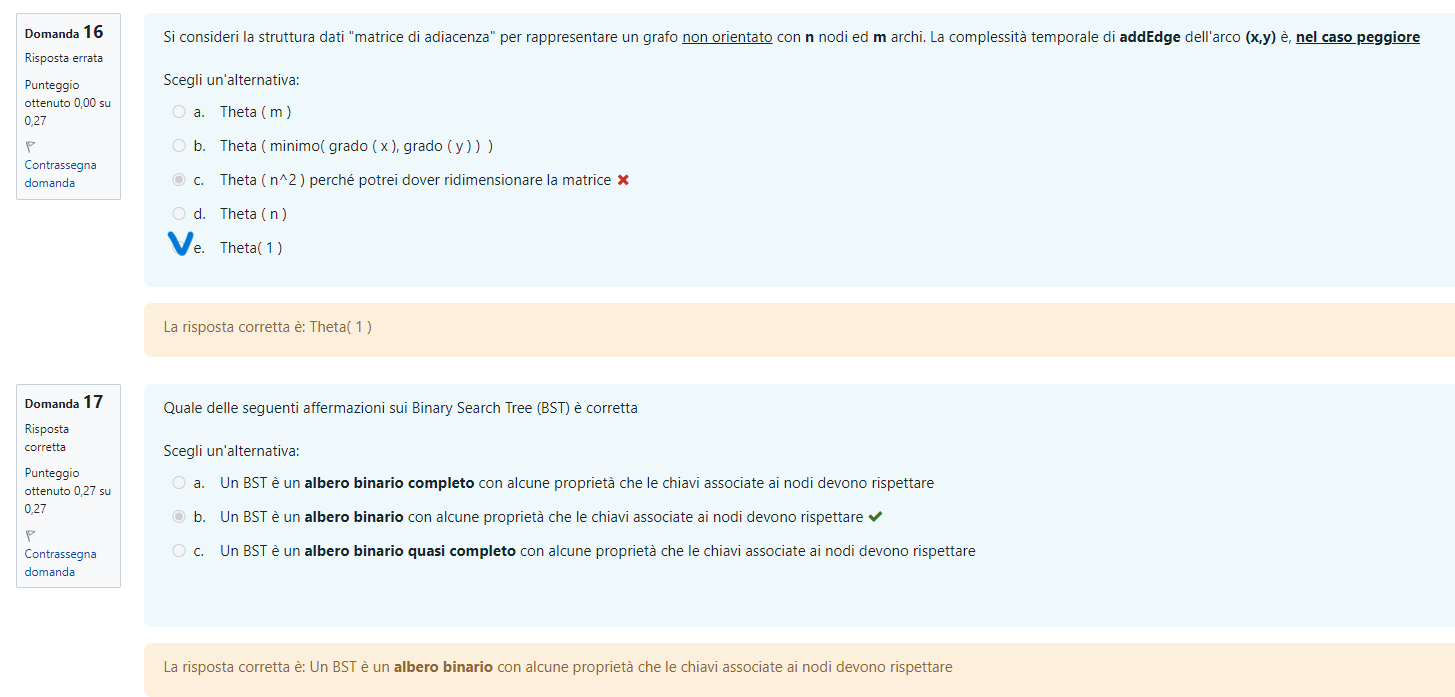 Domanda 16
Risposta errata
Punteggio
ottenuto 0,00 su
0,27
Contrassegna
domanda
Si consideri la struttura dati "matrice di adiacenza" per rappresentare un grafo non orientato con n nodi ed m archi. La complessità temporale di addEdge dell'arco (x,y) è, nel caso peggiore
Scegli un'alternativa:
a. Theta ( m )
b. Theta ( minimo( grado ( x ), grado ( y ) ) )
c. Theta ( n^2 ) perché potrei dover ridimensionare la matrice
d. Theta ( n )
e. Theta( 1 )
La risposta corretta è: Theta( 1 )
Domanda 17
Risposta
corretta
Punteggio
ottenuto 0,27 su
0,27
Contrassegna
domanda
Quale delle seguenti affermazioni sui Binary Search Tree (BST) è corretta
Scegli un'alternativa:
a. Un BST è un albero binario completo con alcune proprietà che le chiavi associate ai nodi devono rispettare
b. Un BST è un albero binario con alcune proprietà che le chiavi associate ai nodi devono rispettare
c. Un BST è un albero binario quasi completo con alcune proprietà che le chiavi associate ai nodi devono rispettare
La risposta corretta è: Un BST è un albero binario con alcune proprietà che le chiavi associate ai nodi devono rispettare